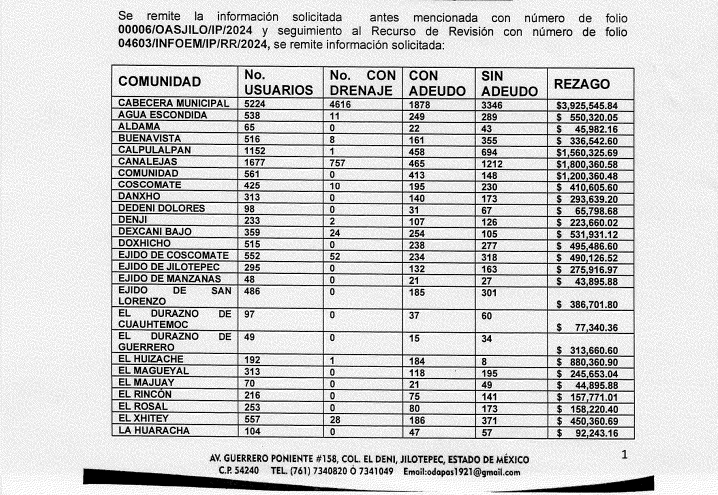 Se remite la información solicitada antes mencionada con número de folio
00006/OASJILO/IP/2024 y seguimiento al Recurso de Revisión con número de folio
04603/INFOEM/IP/RR/2024, se remite información solicitada:
COMUNIDAD No. USUARIOS No. CON DRENAJE CON ADEUDO SIN ADEUDO REZAGO
CABECERA MUNICIPAL 5224 4616 1878 3346 $3,925,545.84
AGUA ESCONDIDA 538 11 249 289 $ 550,320.05
ALDAMA 65 0 22 43 $ 45,982.16
BUENAVISTA 516 8 161 355 $ 336,542.60
CALPULALPAN 1152 1 458 694 $1,560,325.69
CANALEJAS 1677 757 465 1212 $1,800,360.58
COMUNIDAD 561 0 413 148 $1,200,360.48
COSCOMATE 425 10 195 230 $ 410,605.60
DANXHO 313 0 140 173 $ 293,639.20
DEDENI DOLORES 98 0 31 67 $ 65,798.68
DENJI 233 2 107 126 $ 223,660.02
DEXCANI BAJO 359 24 254 105 $ 531,931.12
DOXHICHO 515 0 238 277 $ 495,486.60
EJIDO DE COSCOMATE 552 52 234 318 $ 490,126.52
EJIDO DE JILOTEPEC 295 0 132 163 $ 275,916.97
EJIDO DE MANZANAS 48 0 21 27 $ 43,895.88
EJIDO DE SAN LORENZO 486 0 185 301 $ 386,701.80
EL DURAZNO DE CUAUHTEMOC 97 0 37 60 $ 77,340.36
EL DURAZNO DE GUERRERO 49 0 15 34 $ 313,660.60
EL HUIZACHE 192 1 184 8 $ 880,360.90
EL MAGUEYAL 313 0 118 195 $ 245,653.04
EL MAJUAY 70 0 21 49 $ 44,895.88
EL RINCÓN 216 0 75 141 $ 157,771.01
EL ROSAL 253 0 80 173 $ 158,220.40
EL XHITEY 557 28 186 371 $ 450,360.69
LA HUARACHA 104 0 47 57 $ 92,243.16
1
AV. GUERRERO PONIENTE #158, COL. EL DENI, JILOTEPEC, ESTADO DE MÉXICO
C.P. 54240 TEL. (761) 7340820 Ó 7341049 Email:odapas1921@gmail.com